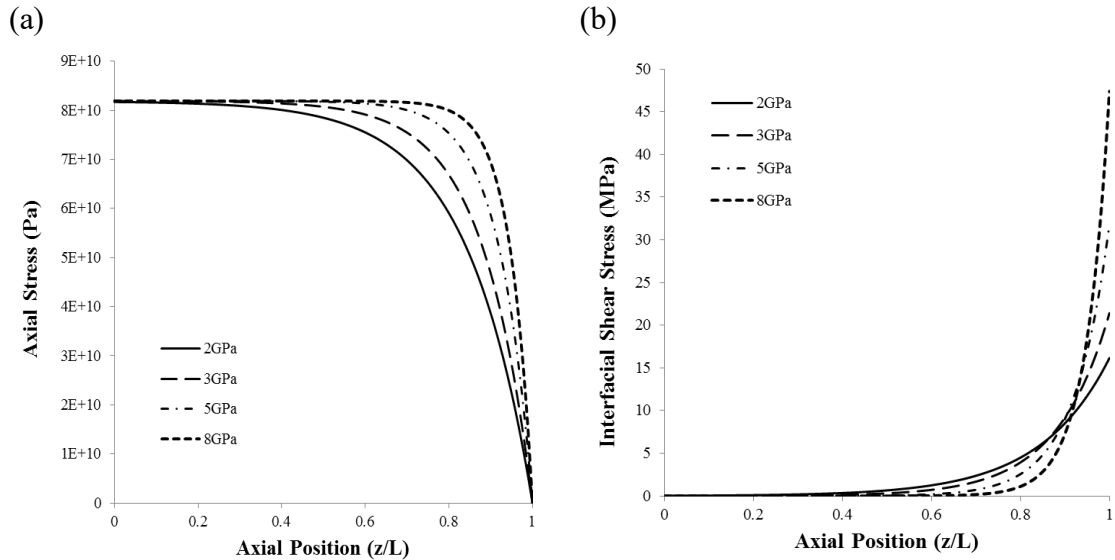 (a)
Axial Stress (Pa)
9E+10
8E+10
7E+10
6E+10
5E+10
4E+10
3E+10
2E+10
1E+10
0
2GPa
3GPa
5GPa
8GPa
0 0.2 0.4 0.6 0.8 1
Axial Position (z/L)
(b)
Interfacial Shear Stress (MPa)
50
45
40
35
30
25
20
15
10
5
0
2GPa
3GPa
5GPa
8GPa
0 0.2 0.4 0.6 0.8 1
Axial Position (z/L)